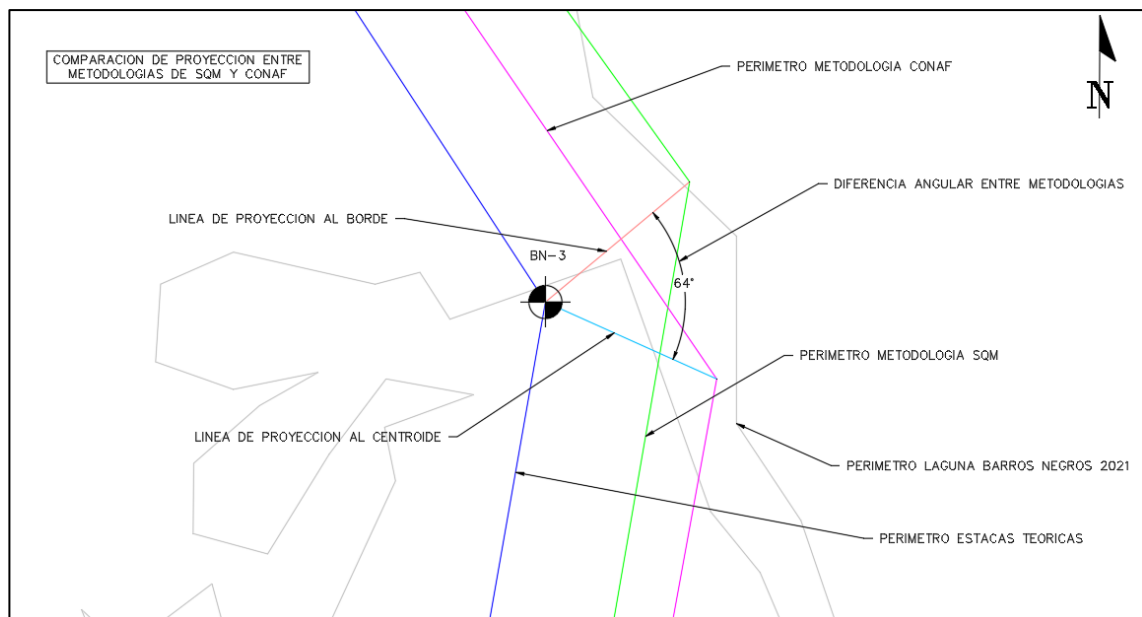 COMPARACION DE PROYECCION ENTRE
METODOLOGIAS DE SQM Y CONAF
PERIMETRO METODOLOGIA CONAF
N
DIFERENCIA ANGULAR ENTRE METODOLOGIAS
LINEA DE PROYECCION AL BORDE
BN-3
64°
PERIMETRO METODOLOGIA SQM
LINEA DE PROYECCION AL CENTROIDE
PERIMETRO LAGUNA BARROS NEGROS 2021
PERIMETRO ESTACAS TEORICAS